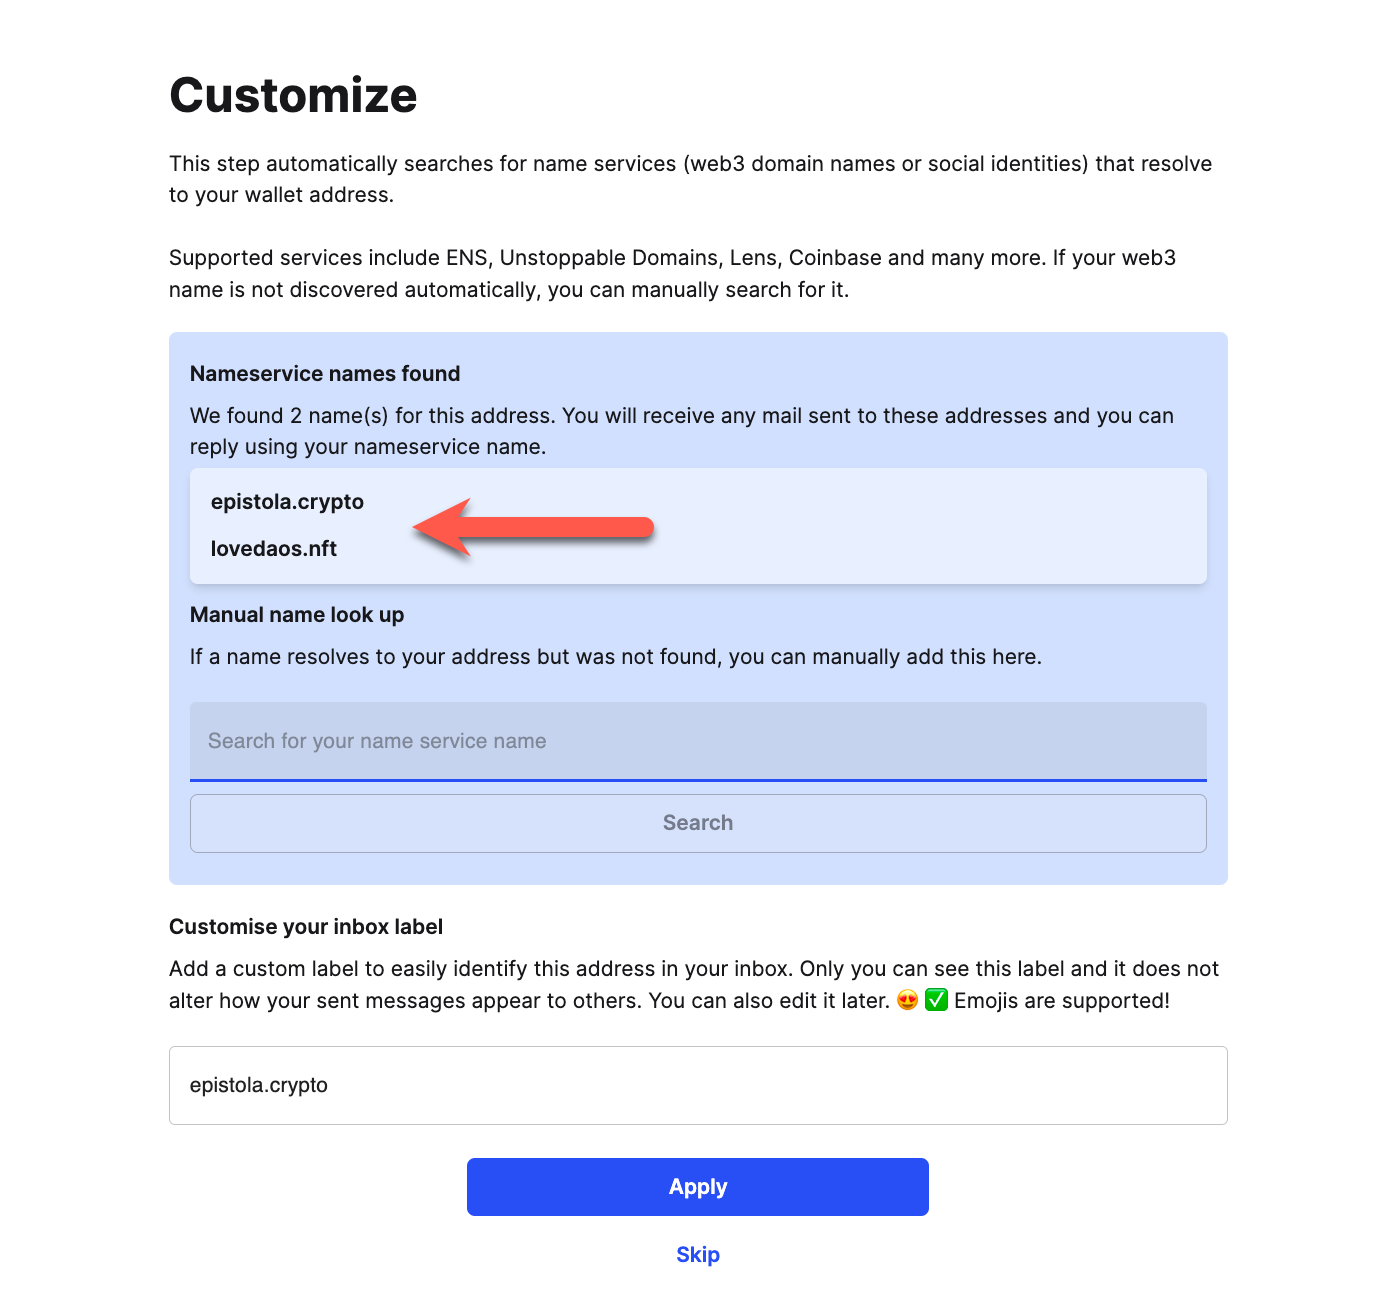 Customize
This step automatically searches for name services (web3 domain names or social identities) that resolve
to your wallet address.
Supported services include ENS, Unstoppable Domains, Lens, Coinbase and many more. If your web3
name is not discovered automatically, you can manually search for it.
Nameservice names found
We found 2 name(s) for this address. You will receive any mail sent to these addresses and you can
reply using your nameservice name.
epistola.crypto
lovedaos.nft
Manual name look up
If a name resolves to your address but was not found, you can manually add this here.
Search for your name service name
Search
Customise your inbox label
Add a custom label to easily identify this address in your inbox. Only you can see this label and it does not
alter how your sent messages appear to others. You can also edit it later. 😍 ✅ Emojis are supported!
epistola.crypto
Apply
Skip